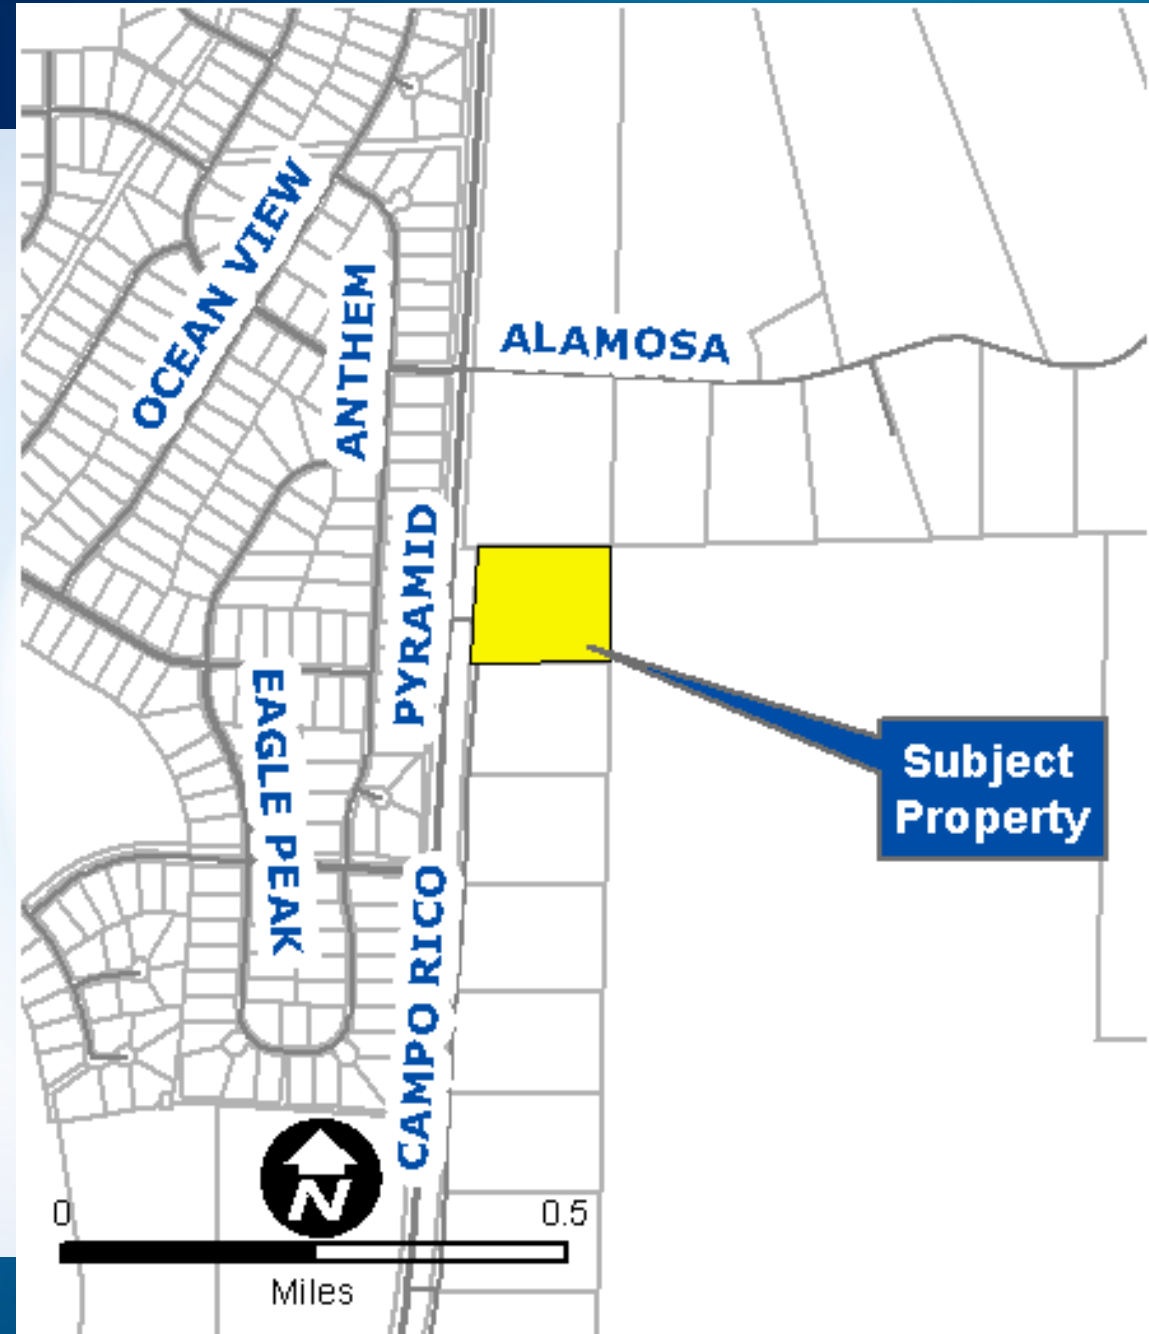 OCEAN VIEW
ANTHEM
ALAMOSA
PYRAMID
EAGLE PEAK
Subject
Property
CAMPO RICO
N
0 0.5
Miles